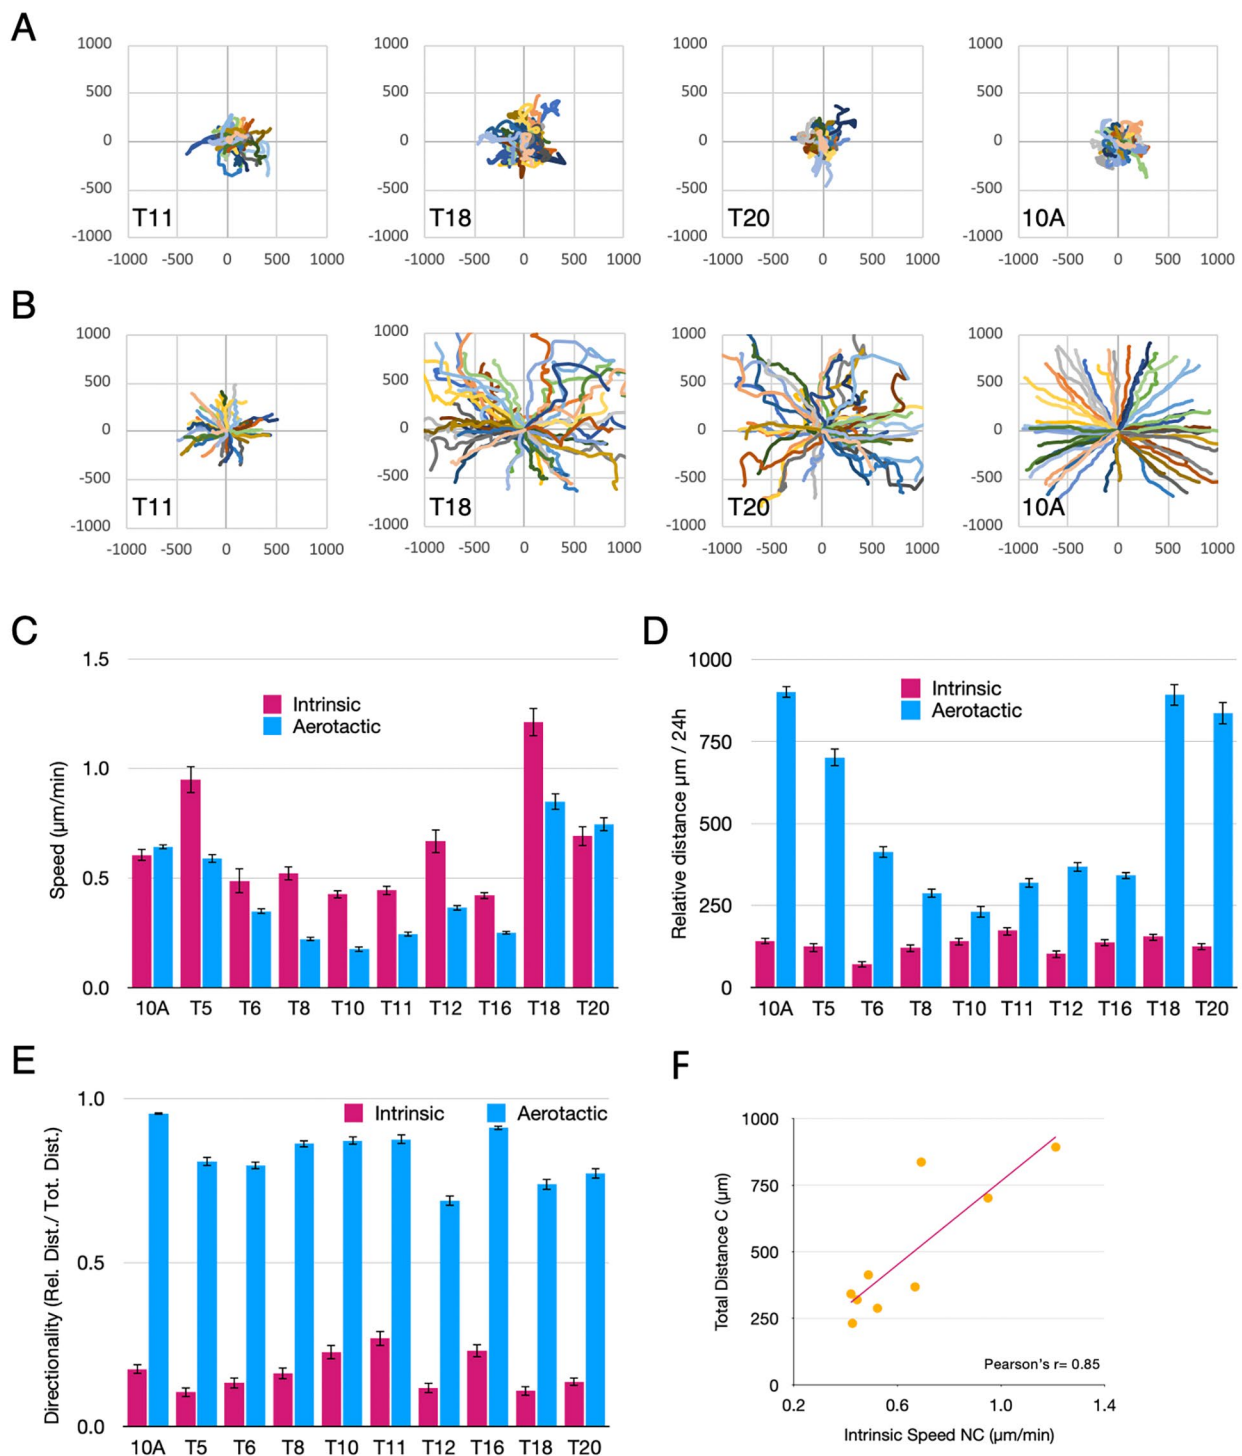 A
1000 1000 1000 1000
500 500 500 500
0 0 0 0
-500 -500 -500 -500
T11 T18 T20 10A
-1000 -1000 -1000 -1000
-1000 -500 0 500 1000 -1000 -500 0 500 1000 -1000 -500 0 500 1000 -1000 -500 0 500 1000
B
1000 1000 1000 1000
500 500 500 500
0 0 0 0
-500 -500 -500 -500
T11 T18 T20 10A
-1000 -1000 -1000 -1000
-1000 -500 0 500 1000 -1000 -500 0 500 1000 -1000 -500 0 500 1000 -1000 -500 0 500 1000
C
Speed (µm/min)
1.5
1.0
0.5
0.0
Intrinsic
Aerotactic
10A T5 T6 T8 T10 T11 T12 T16 T18 T20
D
Relative distance µm / 24h
1000
750
500
250
0
Intrinsic
Aerotactic
10A T5 T6 T8 T10 T11 T12 T16 T18 T20
E
Directionality (Rel. Dist./ Tot. Dist.)
1.0
0.5
0.0
Intrinsic Aerotactic
10A T5 T6 T8 T10 T11 T12 T16 T18 T20
F
Total Distance C (µm)
1000
750
500
250
0
Pearson's r= 0.85
0.2 0.6 1.0 1.4
Intrinsic Speed NC (µm/min)